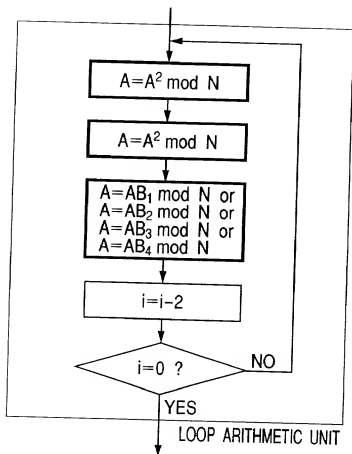 A=A² mod N
A=A² mod N
A=AB₁ mod N or
A=AB₂ mod N or
A=AB₃ mod N or
A=AB₄ mod N
i=i-2
i=0 ?
NO
YES
LOOP ARITHMETIC UNIT